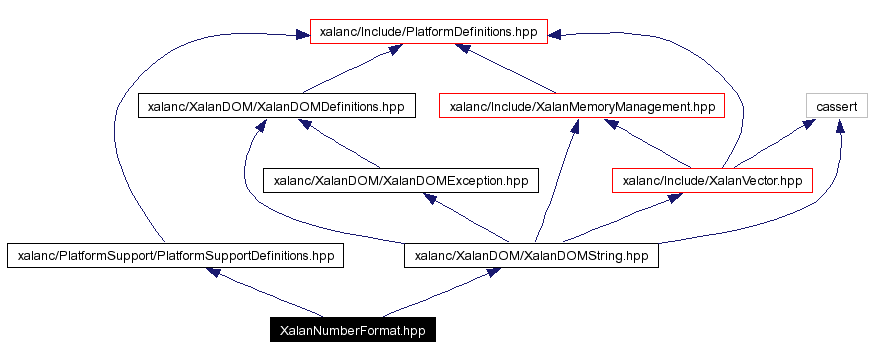 xalanc/Include/PlatformDefinitions.hpp
xalanc/XalanDOM/XalanDOMDefinitions.hpp
xalanc/Include/XalanMemoryManagement.hpp
cassert
xalanc/XalanDOM/XalanDOMException.hpp
xalanc/Include/XalanVector.hpp
xalanc/PlatformSupport/PlatformSupportDefinitions.hpp
xalanc/XalanDOM/XalanDOMString.hpp
XalanNumberFormat.hpp